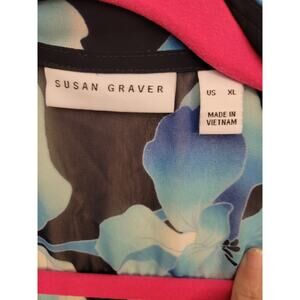 SUSAN GRAVER
US XL
MADE IN
VIETNAM